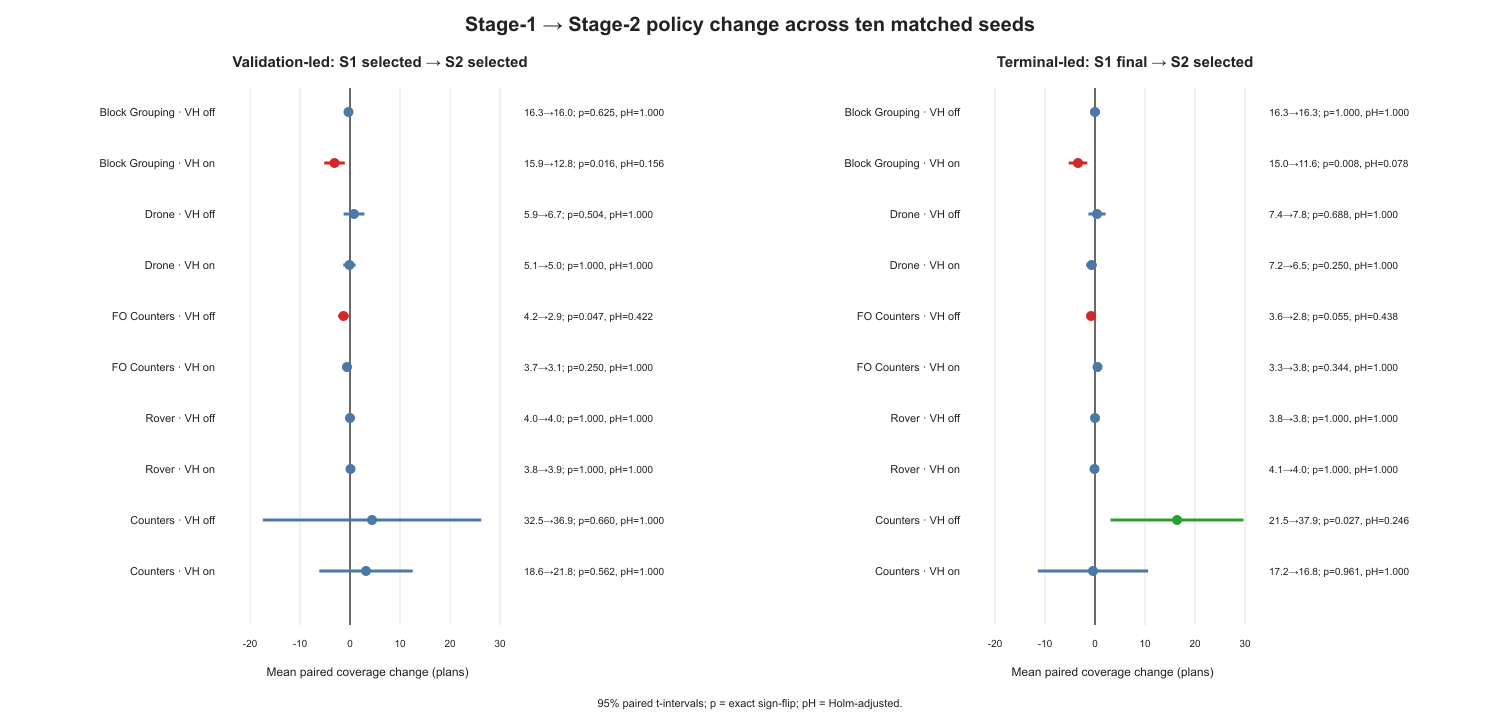 Stage-1 → Stage-2 policy change across ten matched seeds
Validation-led: S1 selected → S2 selected
Block Grouping · VH off 16.3→16.0; p=0.625, pH=1.000
Block Grouping · VH on 15.9→12.8; p=0.016, pH=0.156
Drone · VH off 5.9→6.7; p=0.504, pH=1.000
Drone · VH on 5.1→5.0; p=1.000, pH=1.000
FO Counters · VH off 4.2→2.9; p=0.047, pH=0.422
FO Counters · VH on 3.7→3.1; p=0.250, pH=1.000
Rover · VH off 4.0→4.0; p=1.000, pH=1.000
Rover · VH on 3.8→3.9; p=1.000, pH=1.000
Counters · VH off 32.5→36.9; p=0.660, pH=1.000
Counters · VH on 18.6→21.8; p=0.562, pH=1.000
-20 -10 0 10 20 30
Mean paired coverage change (plans)
Terminal-led: S1 final → S2 selected
Block Grouping · VH off 16.3→16.3; p=1.000, pH=1.000
Block Grouping · VH on 15.0→11.6; p=0.008, pH=0.078
Drone · VH off 7.4→7.8; p=0.688, pH=1.000
Drone · VH on 7.2→6.5; p=0.250, pH=1.000
FO Counters · VH off 3.6→2.8; p=0.055, pH=0.438
FO Counters · VH on 3.3→3.8; p=0.344, pH=1.000
Rover · VH off 3.8→3.8; p=1.000, pH=1.000
Rover · VH on 4.1→4.0; p=1.000, pH=1.000
Counters · VH off 21.5→37.9; p=0.027, pH=0.246
Counters · VH on 17.2→16.8; p=0.961, pH=1.000
-20 -10 0 10 20 30
Mean paired coverage change (plans)
95% paired t-intervals; p = exact sign-flip; pH = Holm-adjusted.